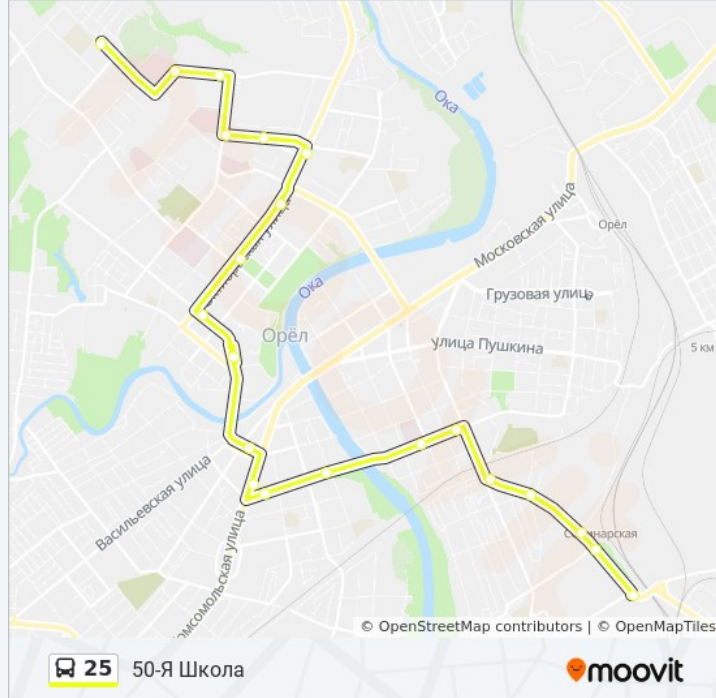 Ока
Московская улица
Орёл
Грузовая улица
Ока
Орёл
улица Пушкина
5 км
Васильевская улица
комсомольская улица
© OpenStreetMap contributors | © OpenMapTiles
25 50-Я Школа
moovit